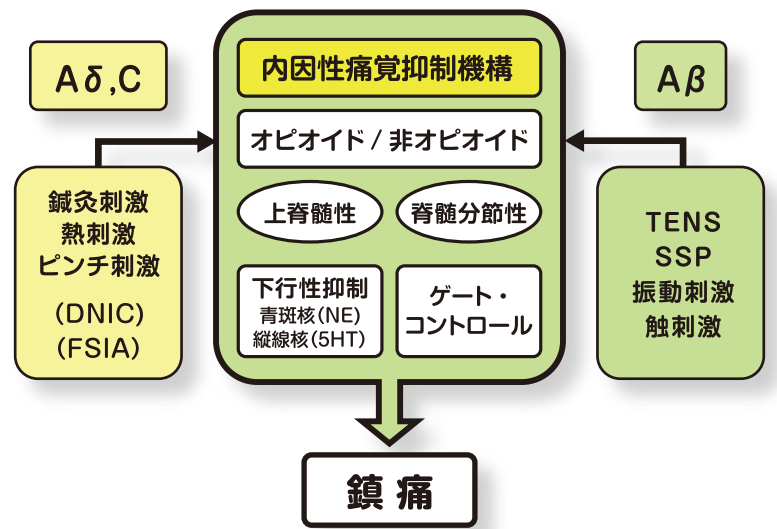 Aδ,C
鍼灸刺激
熱刺激
ピンチ刺激
(DNIC)
(FSIA)
内因性痛覚抑制機構
オピオイド / 非オピオイド
上脊髄性
脊髄分節性
下行性抑制
青斑核(NE)
縦線核(5HT)
ゲート・
コントロール
Aβ
TENS
SSP
振動刺激
触刺激
鎮痛